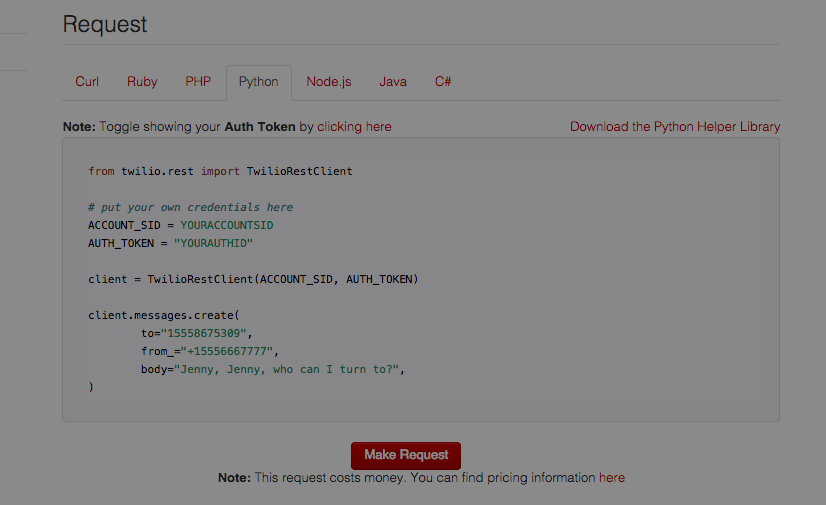 Request
Curl Ruby PHP Python Node.js Java C#
Note: Toggle showing your Auth Token by clicking here Download the Python Helper Library
from twilio.rest import TwilioRestClient
# put your own credentials here
ACCOUNT_SID = YOURACCOUNTSID
AUTH_TOKEN = "YOURAUTHID"
client = TwilioRestClient(ACCOUNT_SID, AUTH_TOKEN)
client.messages.create(
to="15558675309",
from_="+15556667777",
body="Jenny, Jenny, who can I turn to?",
)
Make Request
Note: This request costs money. You can find pricing information here